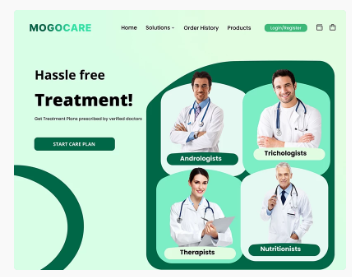 MOGOCARE
Home Solutions Order History Products Login/Register
Hassle free
Treatment!
Get Treatment Plans prescribed by verified doctors
START CARE PLAN
Andrologists
Trichologists
Therapists
Nutritionists